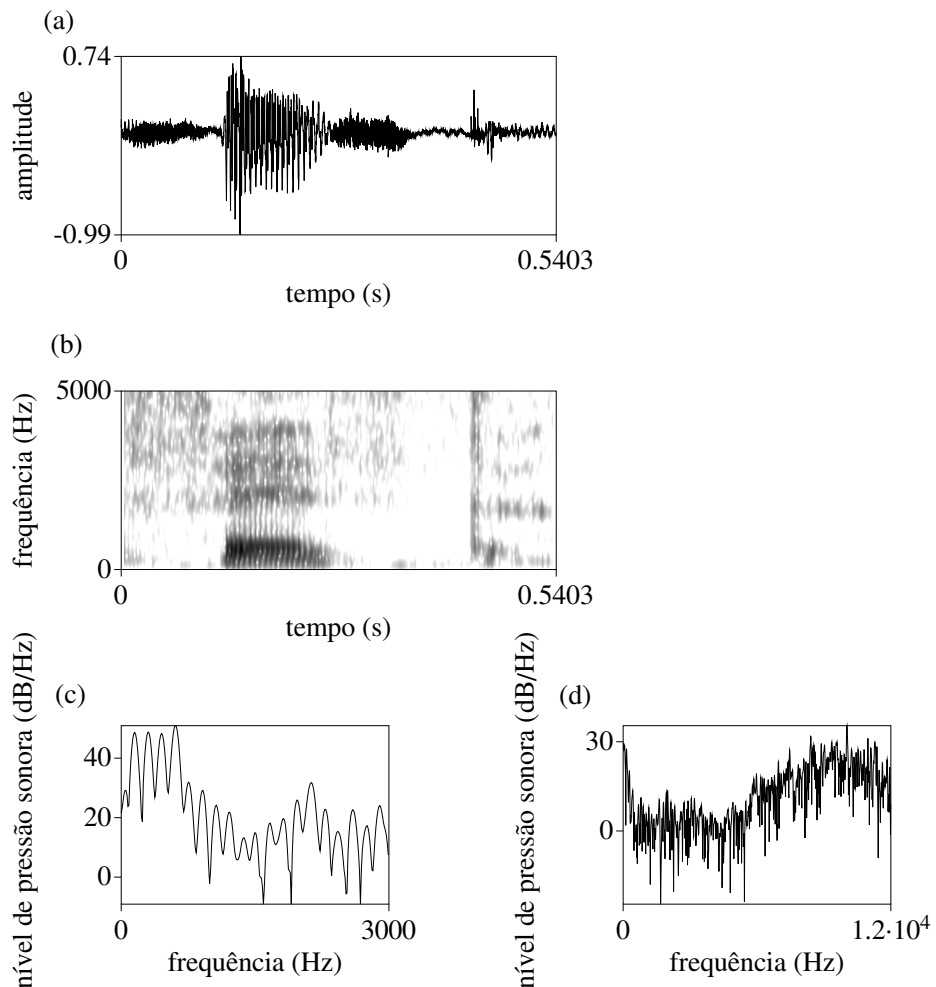 (a)
0.74
amplitude
-0.99
0
0.5403
tempo (s)
(b)
5000
frequência (Hz)
0
0
0.5403
tempo (s)
(c)
nível de pressão sonora (dB/Hz)
40
20
0
0
3000
frequência (Hz)
(d)
nível de pressão sonora (dB/Hz)
30
0
0
1.2·10⁴
frequência (Hz)